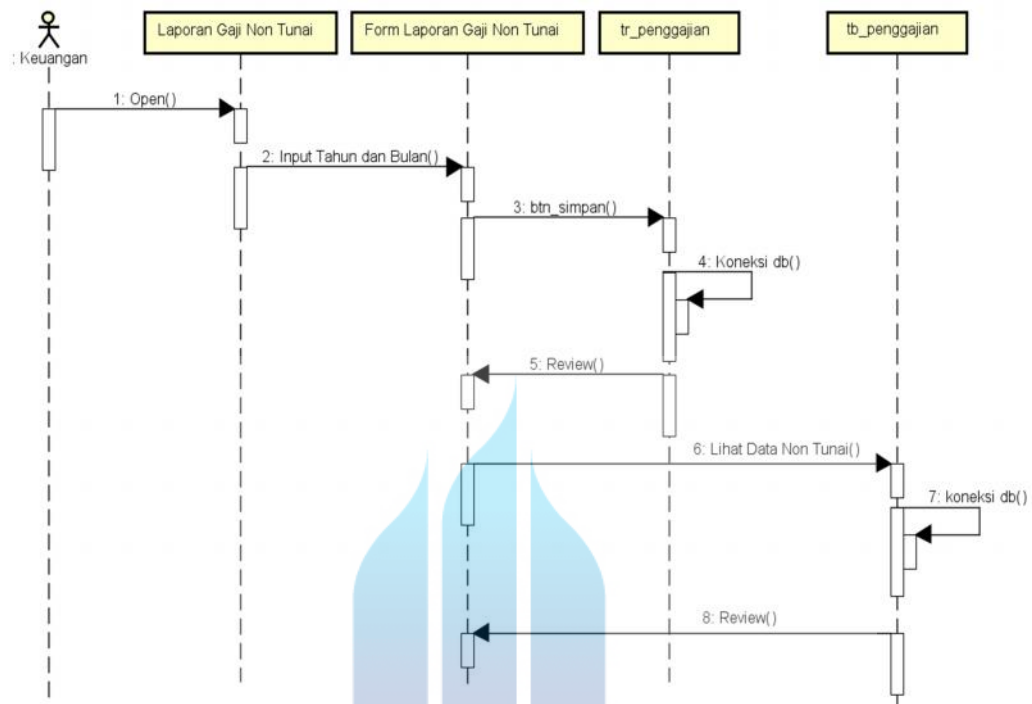 : Keuangan
Laporan Gaji Non Tunai
Form Laporan Gaji Non Tunai
tr_penggajian
tb_penggajian
1: Open()
2: Input Tahun dan Bulan()
3: btn_simpan()
4: Koneksi db()
5: Review()
6: Lihat Data Non Tunai()
7: koneksi db()
8: Review()